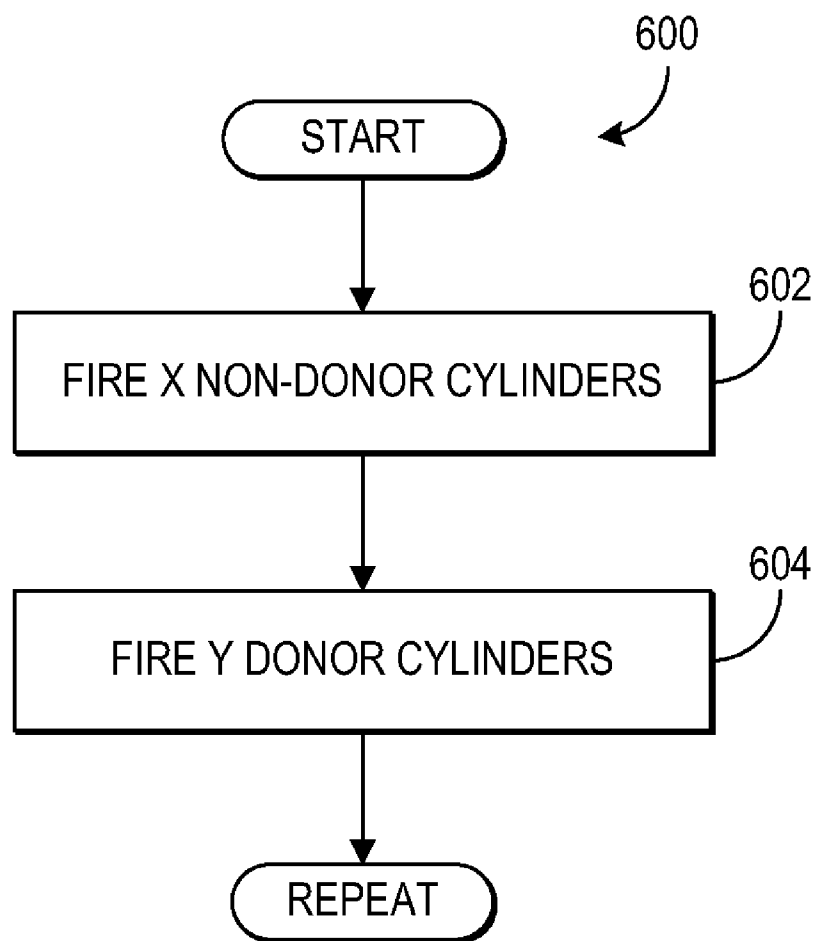 600
START
602
FIRE X NON-DONOR CYLINDERS
604
FIRE Y DONOR CYLINDERS
REPEAT